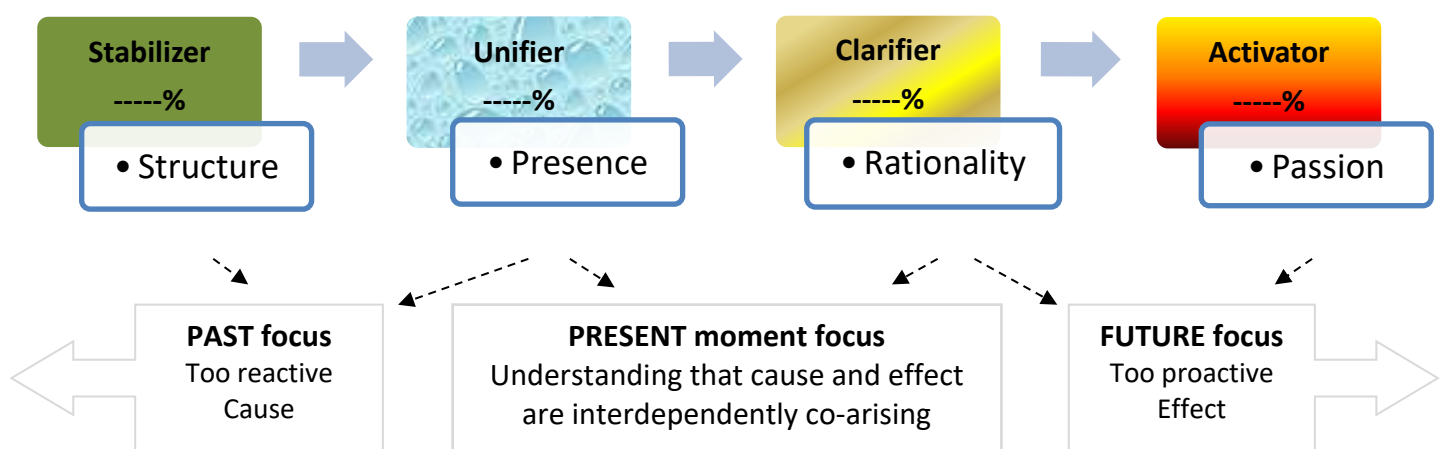 Stabilizer
-----%
• Structure
Unifier
-----%
• Presence
Clarifier
-----%
• Rationality
Activator
-----%
• Passion
PAST focus
Too reactive
Cause
PRESENT moment focus
Understanding that cause and effect
are interdependently co-arising
FUTURE focus
Too proactive
Effect